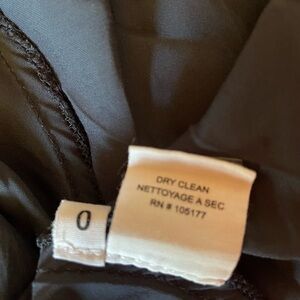 DRY CLEAN
NETTOYAGE A SEC
RN # 105177
0